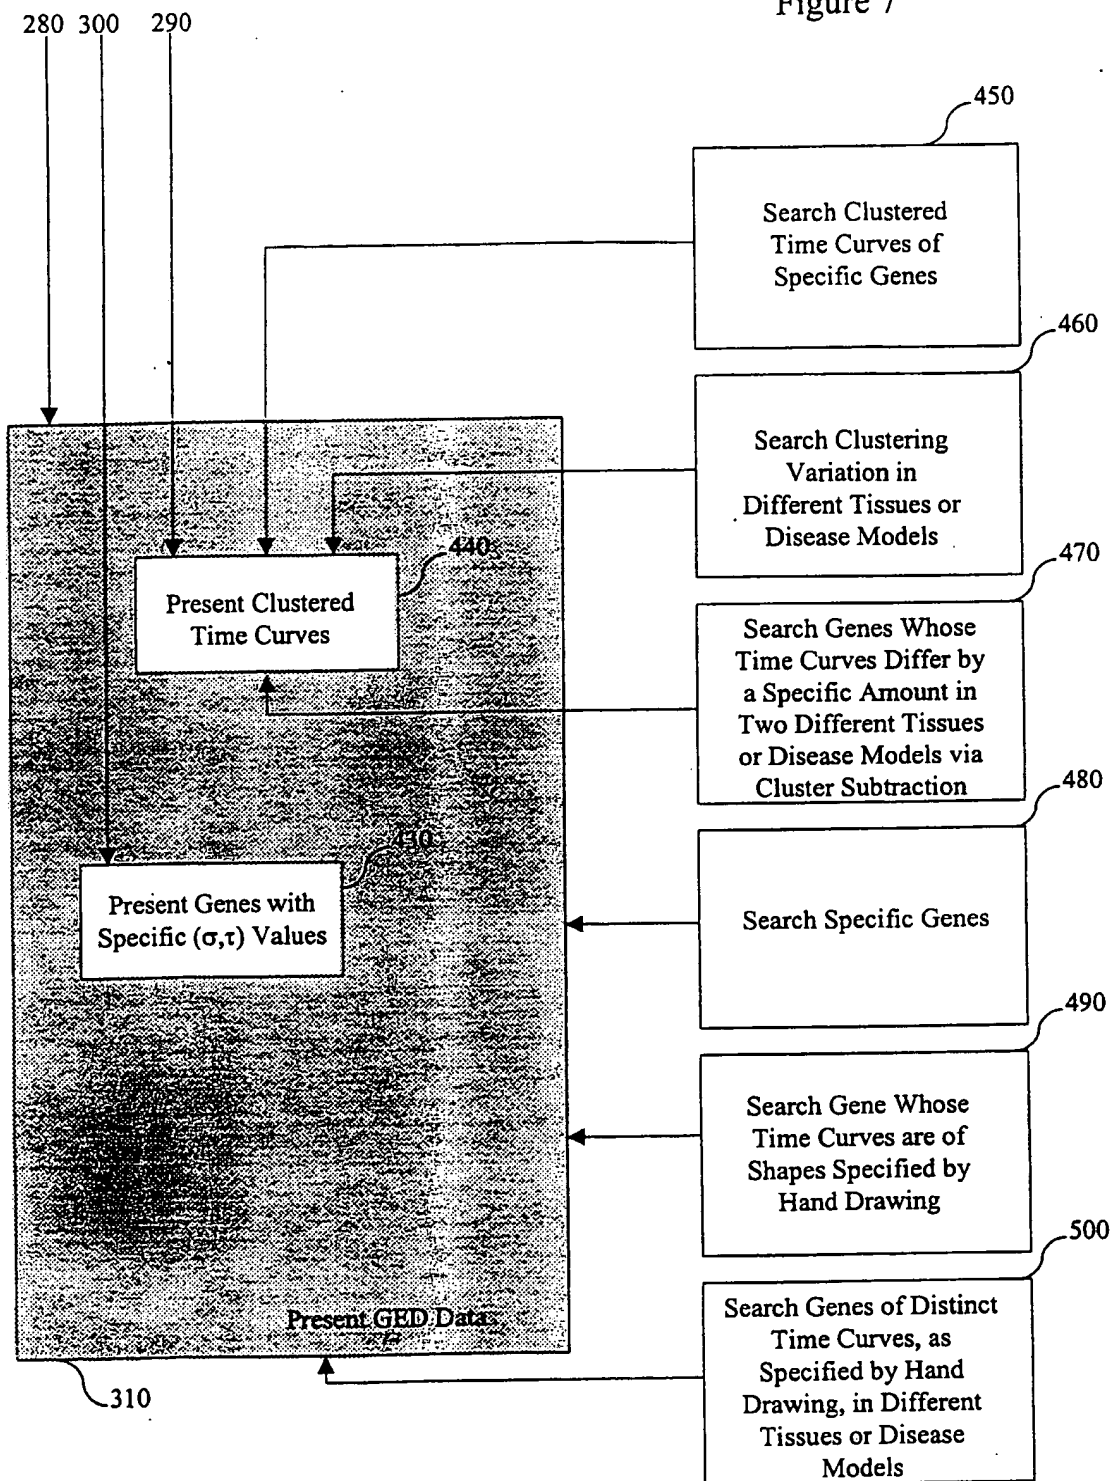 Figure 7
280 300 290
450
Search Clustered
Time Curves of
Specific Genes
460
Search Clustering
Variation in
Different Tissues or
Disease Models
440
Present Clustered
Time Curves
470
Search Genes Whose
Time Curves Differ by
a Specific Amount in
Two Different Tissues
or Disease Models via
Cluster Subtraction
480
430
Present Genes with
Specific (σ,τ) Values
Search Specific Genes
490
Search Gene Whose
Time Curves are of
Shapes Specified by
Hand Drawing
500
Present GED Data
Search Genes of Distinct
Time Curves, as
Specified by Hand
Drawing, in Different
Tissues or Disease
Models
310